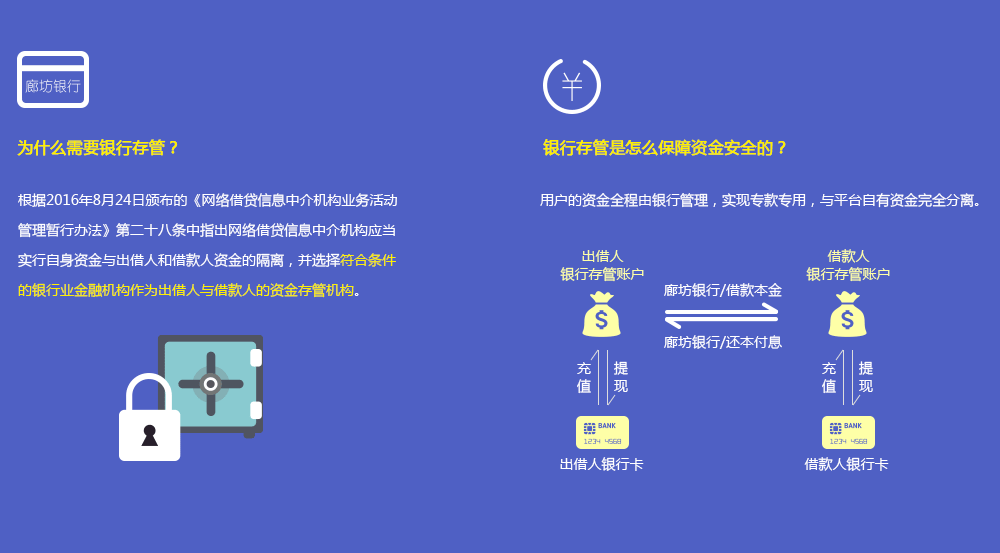 廊坊银行
为什么需要银行存管？
根据2016年8月24日颁布的《网络借贷信息中介机构业务活动
管理暂行办法》第二十八条中指出网络借贷信息中介机构应当
实行自身资金与出借人和借款人资金的隔离，并选择符合条件
的银行业金融机构作为出借人与借款人的资金存管机构。
羊
银行存管是怎么保障资金安全的？
用户的资金全程由银行管理，实现专款专用，与平台自有资金完全分离。
出借人
银行存管账户
$
廊坊银行/借款本金
廊坊银行/还本付息
借款人
银行存管账户
$
充值
提现
充值
提现
BANK
1234 4568
出借人银行卡
BANK
1234 4568
借款人银行卡